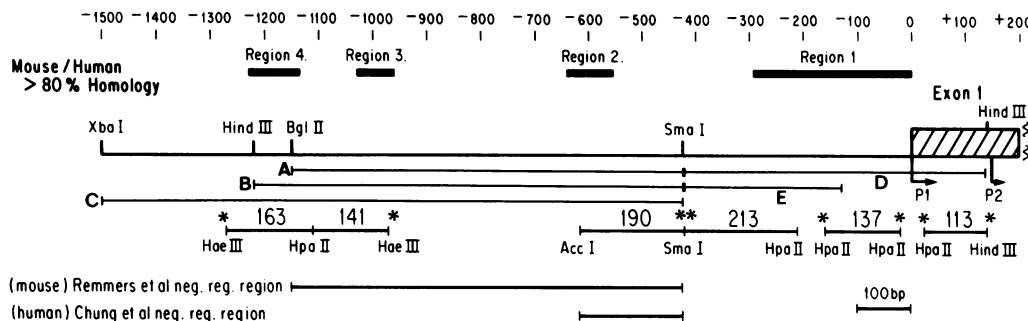 -1500 -1400 -1300 -1200 -1100 -1000 -900 -800 -700 -600 -500 -400 -300 -200 -100 0 +100 +200
Region 4. Region 3. Region 2. Region 1
Mouse / Human
> 80 % Homology
Exon 1
Xba I Hind III Bgl II Sma I Hind III
A
B
C
D
E
P1 P2
* 163 141 * 190 ** 213 * 137 * * 113 *
Hae III Hpa II Hae III Acc I Sma I Hpa II Hpa II Hpa II Hpa II Hind III
(mouse) Remmers et al neg. reg. region
100 bp
(human) Chung et al neg. reg. region